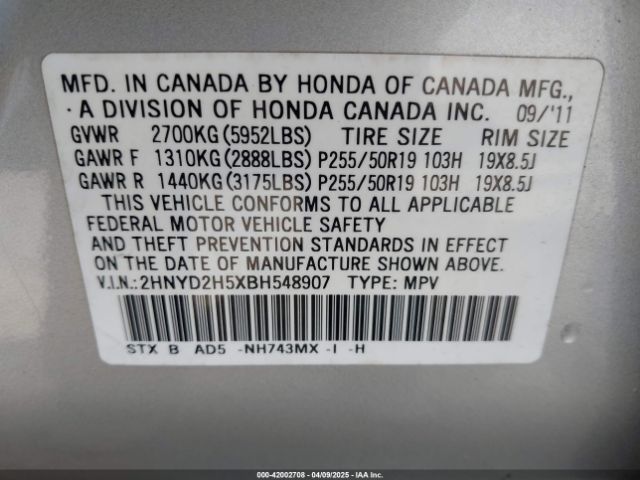 MFD. IN CANADA BY HONDA OF CANADA MFG.,
A DIVISION OF HONDA CANADA INC. 09/'11
GVWR 2700KG(5952LBS) TIRE SIZE RIM SIZE
GAWR F 1310KG(2888LBS) P255/50R19 103H 19X8.5J
GAWR R 1440KG(3175LBS) P255/50R19 103H 19X8.5J
THIS VEHICLE CONFORMS TO ALL APPLICABLE
FEDERAL MOTOR VEHICLE SAFETY
AND THEFT PREVENTION STANDARDS IN EFFECT
ON THE DATE OF MANUFACTURE SHOWN ABOVE.
V.I.N.:2HNYD2H5XBH548907 TYPE: MPV
STX B AD5 -NH743MX -I -H
000-42002708 - 04/09/2025 - IAAI.com